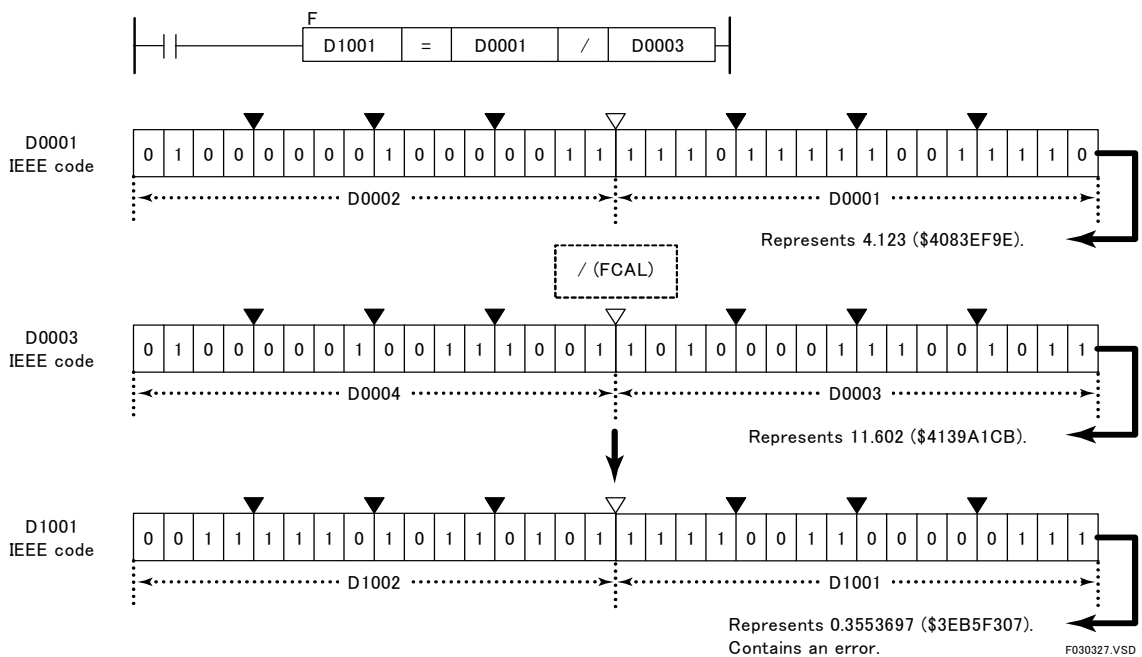 F
D1001 = D0001 / D0003
D0001
IEEE code
0 1 0 0 0 0 0 0 1 0 0 0 0 0 1 1 1 1 1 0 1 1 1 1 1 0 0 1 1 1 1 0
D0002 D0001
Represents 4.123 ($4083EF9E).
/ (FCAL)
D0003
IEEE code
0 1 0 0 0 0 0 1 0 0 1 1 1 0 0 1 1 0 1 0 0 0 0 1 1 1 0 0 1 0 1 1
D0004 D0003
Represents 11.602 ($4139A1CB).
D1001
IEEE code
0 0 1 1 1 1 1 0 1 0 1 1 0 1 0 1 1 1 1 1 0 0 1 1 0 0 0 0 0 1 1 1
D1002 D1001
Represents 0.3553697 ($3EB5F307).
Contains an error.
F030327.VSD